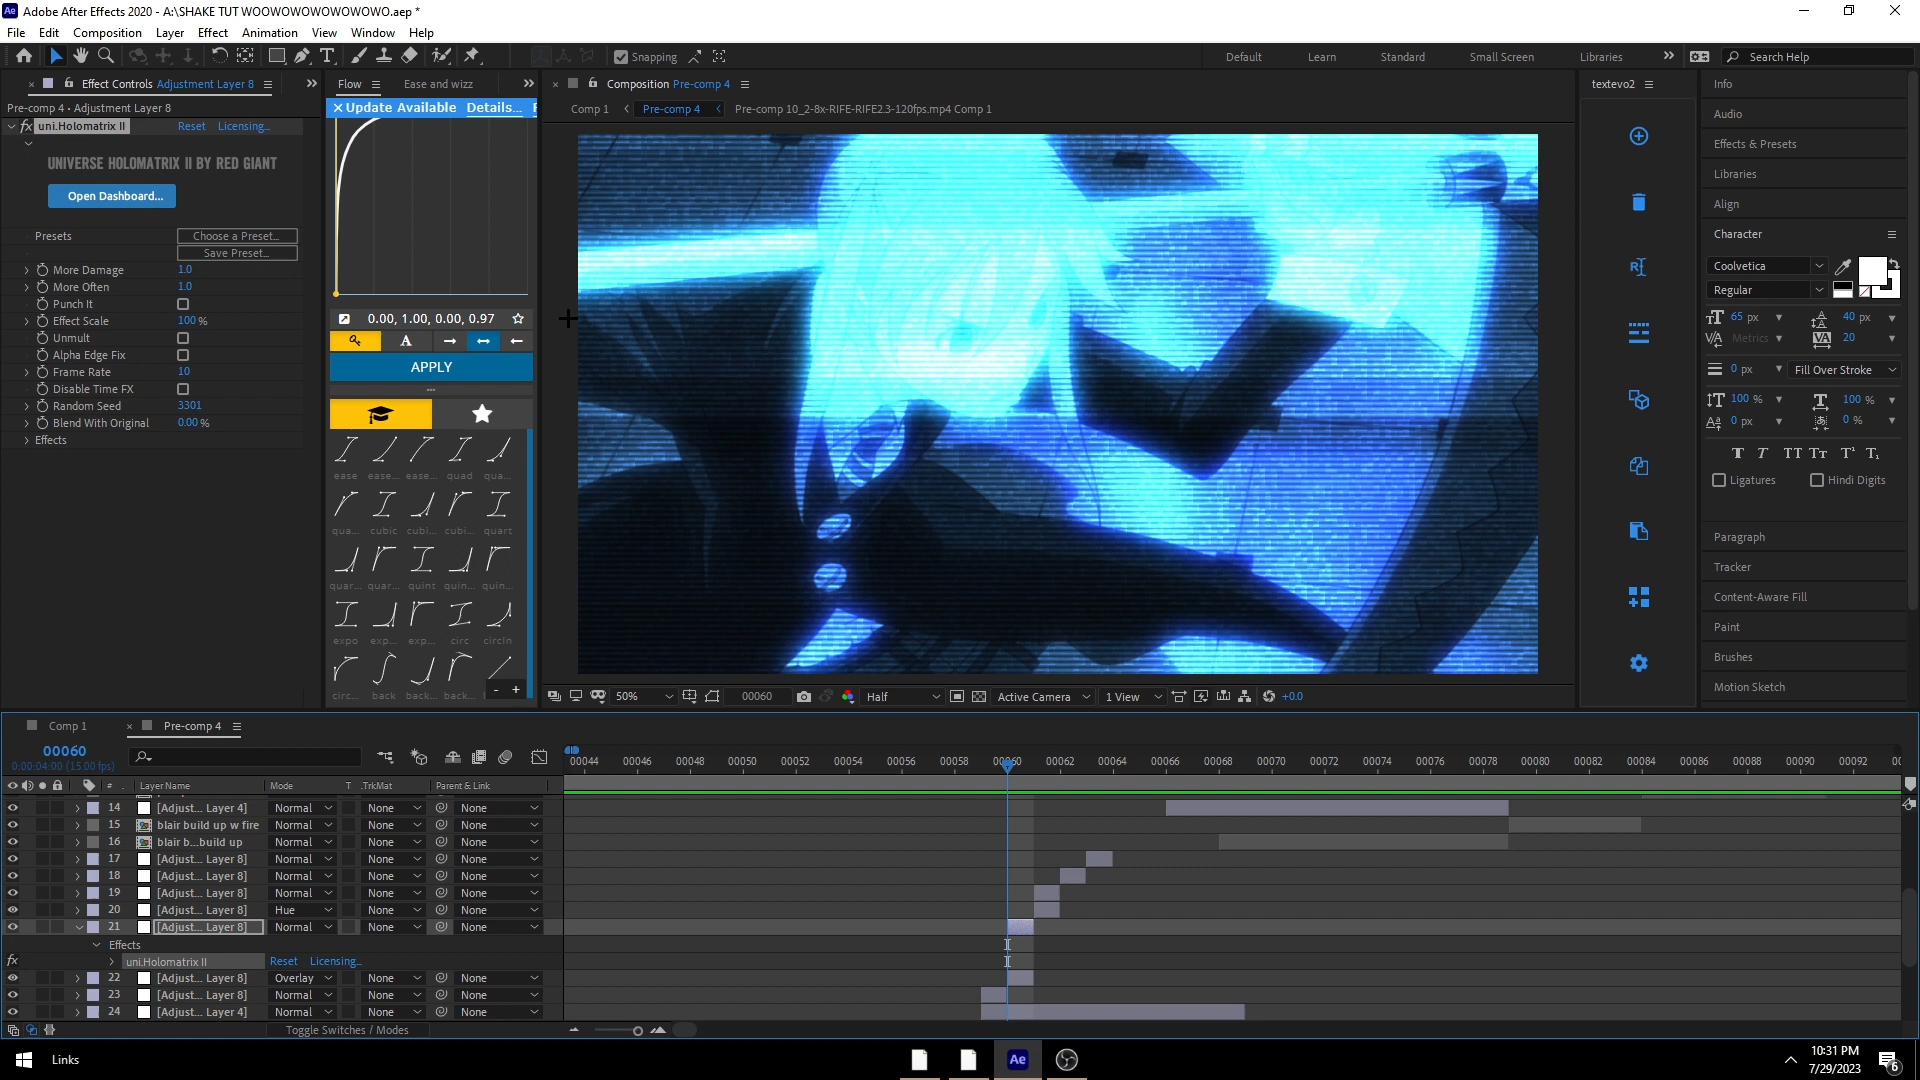 Adobe After Effects 2020 - A:\SHAKE TUT WOOWOWOWOWOWOWO.aep *
File Edit Composition Layer Effect Animation View Window Help
Snapping
Default Learn Standard Small Screen Libraries Search Help
Effect Controls Adjustment Layer 8
Flow Ease and wizz
Composition Pre-comp 4
textevo2
Info
Pre-comp 4 • Adjustment Layer 8
Update Available Details...
Comp 1 Pre-comp 4 Pre-comp 10_2-8x-RIFE-RIFE2.3-120fps.mp4 Comp 1
Audio
uni.Holomatrix II Reset Licensing...
UNIVERSE HOLOMATRIX II BY RED GIANT
Open Dashboard...
Presets Choose a Preset...
Save Preset...
More Damage 1.0
More Often 1.0
Punch It
Effect Scale 100 %
Unmult
Alpha Edge Fix
Frame Rate 10
Disable Time FX
Random Seed 3301
Blend With Original 0.00 %
Effects
0.00, 1.00, 0.00, 0.97
A
APPLY
ease ease... ease... quad qua...
qua... cubic cubi... cubi... quart
quar... quar... quint quin... quin...
expo exp... exp... circ circIn
circ... back back... back...
- +
Effects & Presets
Libraries
Align
Character
Coolvetica
Regular
65 px 40 px
Metrics 20
0 px Fill Over Stroke
100 % 100 %
0 px 0 %
Ligatures Hindi Digits
Paragraph
Tracker
Content-Aware Fill
Paint
Brushes
Motion Sketch
50% 00060 Half Active Camera 1 View +0.0
Comp 1 Pre-comp 4
00060
0:00:04:00 (15.00 fps)
00044 00046 00048 00050 00052 00054 00056 00058 00060 00062 00064 00066 00068 00070 00072 00074 00076 00078 00080 00082 00084 00086 00088 00090 00092
# Layer Name Mode T .TrkMat Parent & Link
14 [Adjust... Layer 4] Normal None None
15 blair build up w fire Normal None None
16 blair b...build up Normal None None
17 [Adjust... Layer 8] Normal None None
18 [Adjust... Layer 8] Normal None None
19 [Adjust... Layer 8] Normal None None
20 [Adjust... Layer 8] Hue None None
21 [Adjust... Layer 8] Normal None None
Effects
fx uni.Holomatrix II Reset Licensing...
22 [Adjust... Layer 8] Overlay None None
23 [Adjust... Layer 8] Normal None None
24 [Adjust... Layer 4] Normal None None
Toggle Switches / Modes
Links
Ae
10:31 PM
7/29/2023
6